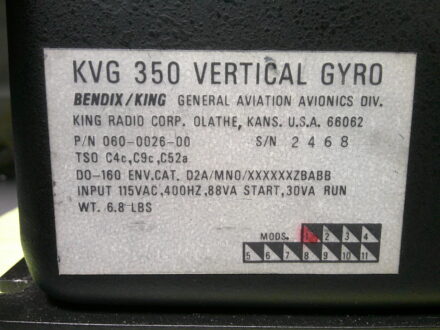 KVG 350 VERTICAL GYRO
BENDIX/KING GENERAL AVIATION AVIONICS DIV.
KING RADIO CORP. OLATHE, KANS. U.S.A. 66062
P/N 060-0026-00 S/N 2468
TSO C4c,C9c,C52a
DO-160 ENV.CAT. D2A/MNO/XXXXXXZBABB
INPUT 115VAC,400HZ,88VA START,30VA RUN
WT. 6.8 LBS
MODS. 1 2 3 4
5 6 7 8 9 10 11